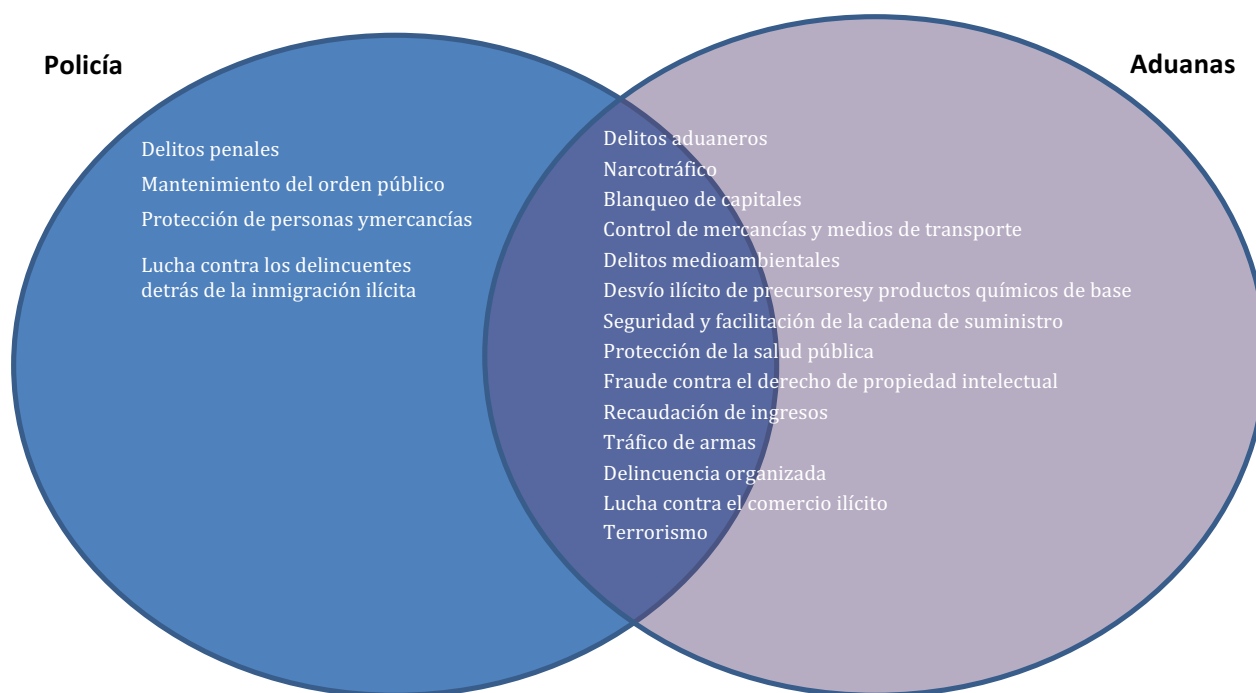 Policía
Aduanas
Delitos penales
Mantenimiento del orden público
Protección de personas ymercancías
Lucha contra los delincuentes
detrás de la inmigración ilícita
Delitos aduaneros
Narcotráfico
Blanqueo de capitales
Control de mercancías y medios de transporte
Delitos medioambientales
Desvío ilícito de precursoresy productos químicos de base
Seguridad y facilitación de la cadena de suministro
Protección de la salud pública
Fraude contra el derecho de propiedad intelectual
Recaudación de ingresos
Tráfico de armas
Delincuencia organizada
Lucha contra el comercio ilícito
Terrorismo